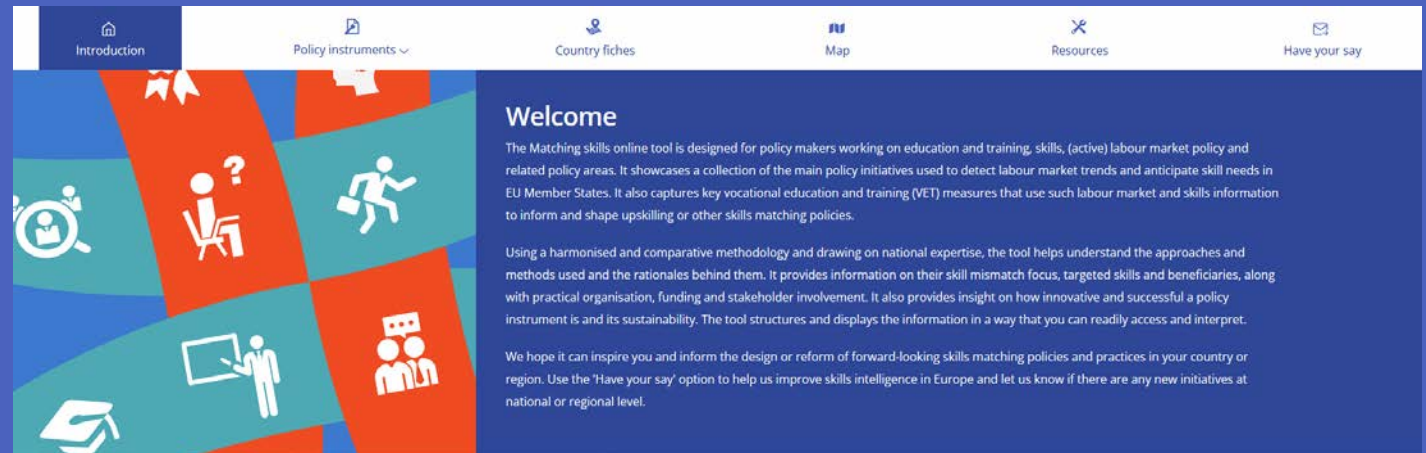 Introduction
Policy instruments
Country fiches
Map
Resources
Have your say
?
Welcome
The Matching skills online tool is designed for policy makers working on education and training, skills, (active) labour market policy and
related policy areas. It showcases a collection of the main policy initiatives used to detect labour market trends and anticipate skill needs in
EU Member States. It also captures key vocational education and training (VET) measures that use such labour market and skills information
to inform and shape upskilling or other skills matching policies.
Using a harmonised and comparative methodology and drawing on national expertise, the tool helps understand the approaches and
methods used and the rationales behind them. It provides information on their skill mismatch focus, targeted skills and beneficiaries, along
with practical organisation, funding and stakeholder involvement. It also provides insight on how innovative and successful a policy
instrument is and its sustainability. The tool structures and displays the information in a way that you can readily access and interpret.
We hope it can inspire you and inform the design or reform of forward-looking skills matching policies and practices in your country or
region. Use the 'Have your say' option to help us improve skills intelligence in Europe and let us know if there are any new initiatives at
national or regional level.